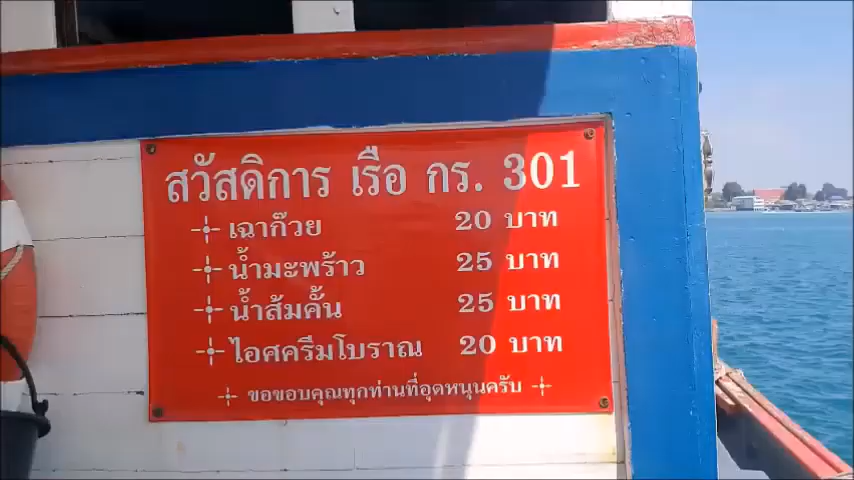 สวัสดิการ เรือ กร. 301
เฉาก๊วย 20 บาท
น้ำมะพร้าว 25 บาท
น้ำส้มคั้น 25 บาท
ไอศครีมโบราณ 20 บาท
ขอขอบคุณทุกท่านที่อุดหนุนครับ